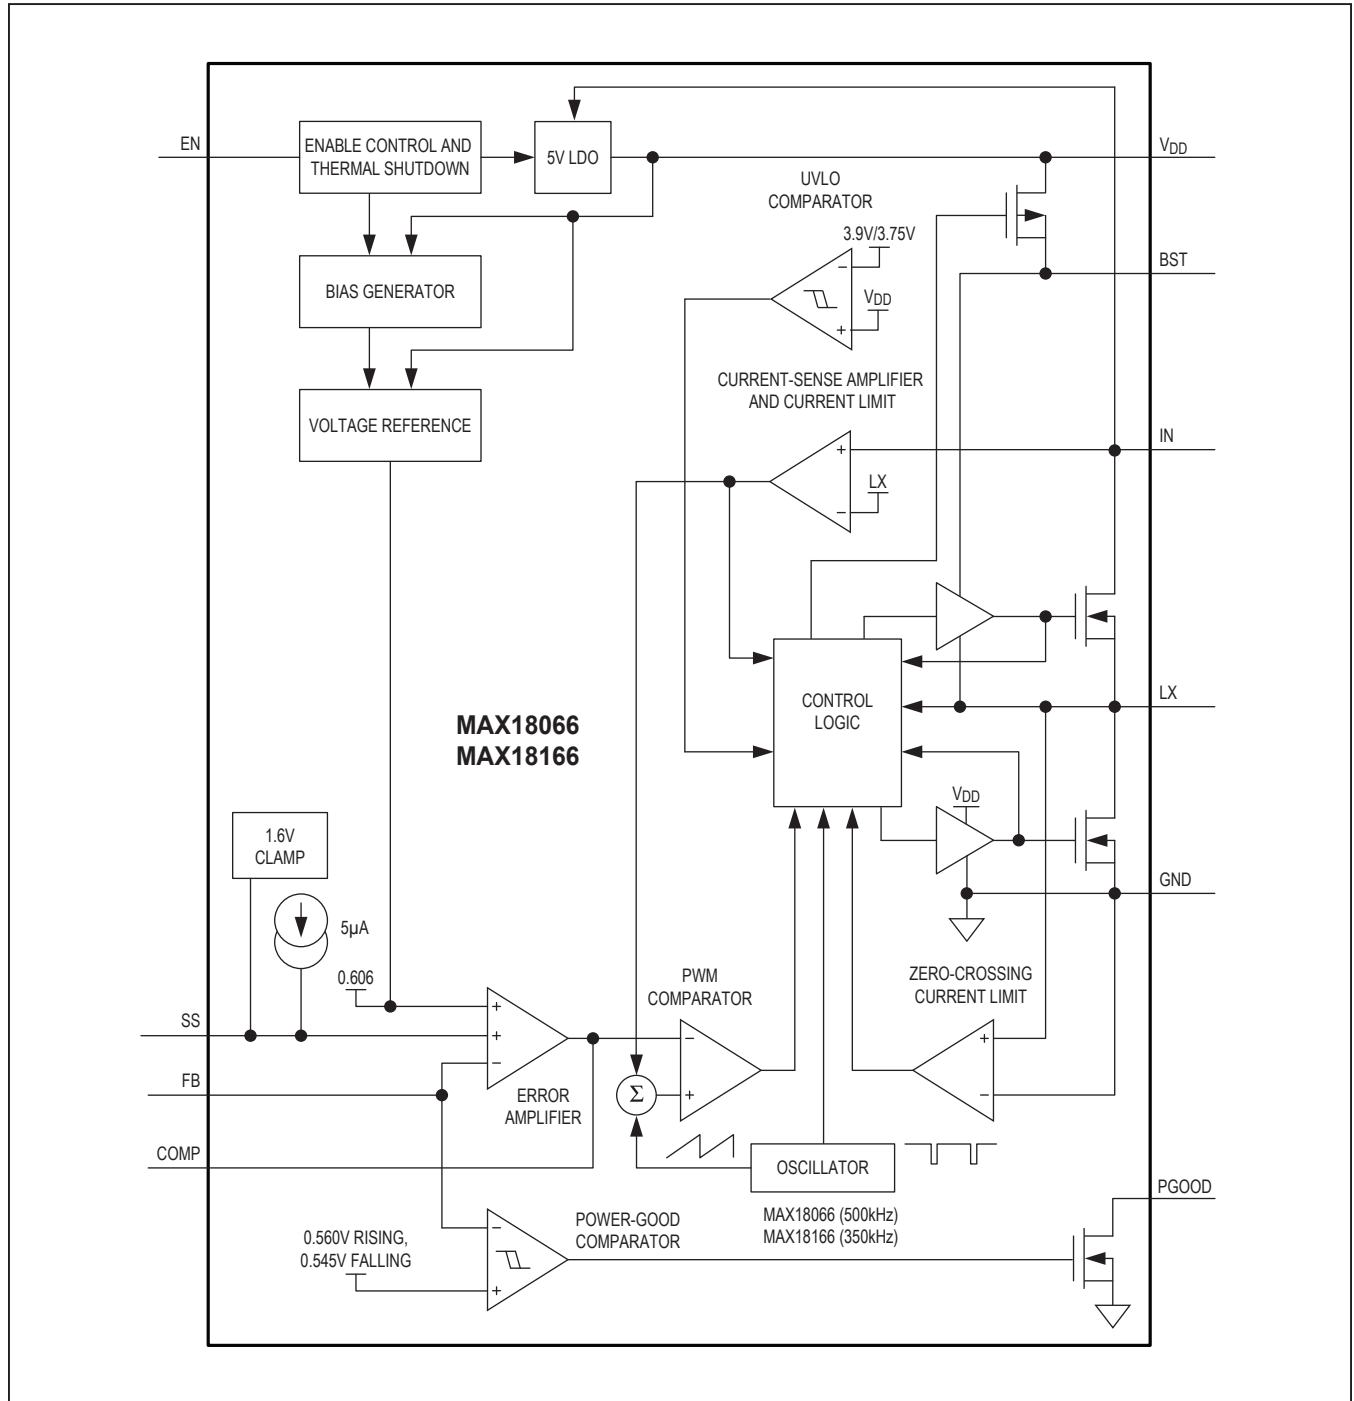 EN
ENABLE CONTROL AND
THERMAL SHUTDOWN
5V LDO
VDD
UVLO
COMPARATOR
3.9V/3.75V
−
VDD
+
BST
BIAS GENERATOR
CURRENT-SENSE AMPLIFIER
AND CURRENT LIMIT
VOLTAGE REFERENCE
+
LX
−
IN
CONTROL
LOGIC
LX
MAX18066
MAX18166
VDD
1.6V
CLAMP
5µA
GND
0.606
PWM
COMPARATOR
ZERO-CROSSING
CURRENT LIMIT
SS
+
+
−
FB
ERROR
AMPLIFIER
−
+
Σ
+
−
COMP
OSCILLATOR
MAX18066 (500kHz)
MAX18166 (350kHz)
PGOOD
0.560V RISING,
0.545V FALLING
−
+
POWER-GOOD
COMPARATOR